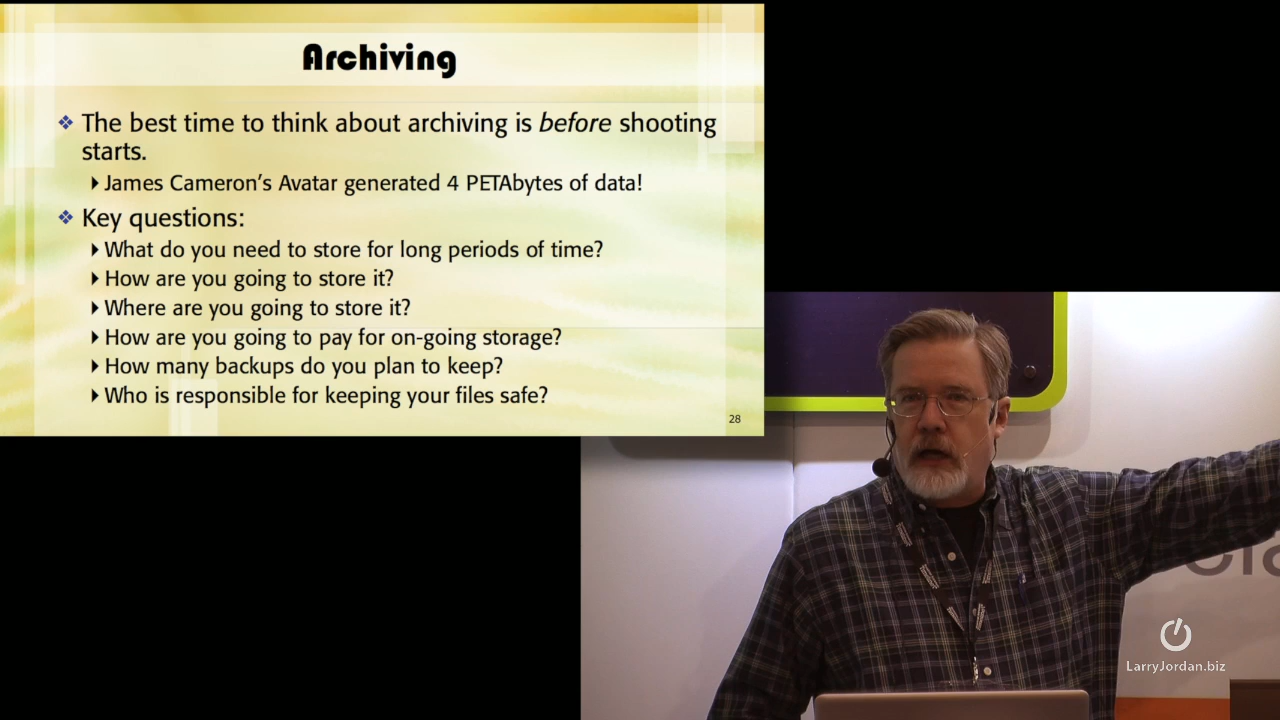 Archiving
The best time to think about archiving is before shooting
starts.
James Cameron's Avatar generated 4 PETAbytes of data!
Key questions:
What do you need to store for long periods of time?
How are you going to store it?
Where are you going to store it?
How are you going to pay for on-going storage?
How many backups do you plan to keep?
Who is responsible for keeping your files safe?
28
LarryJordan.biz